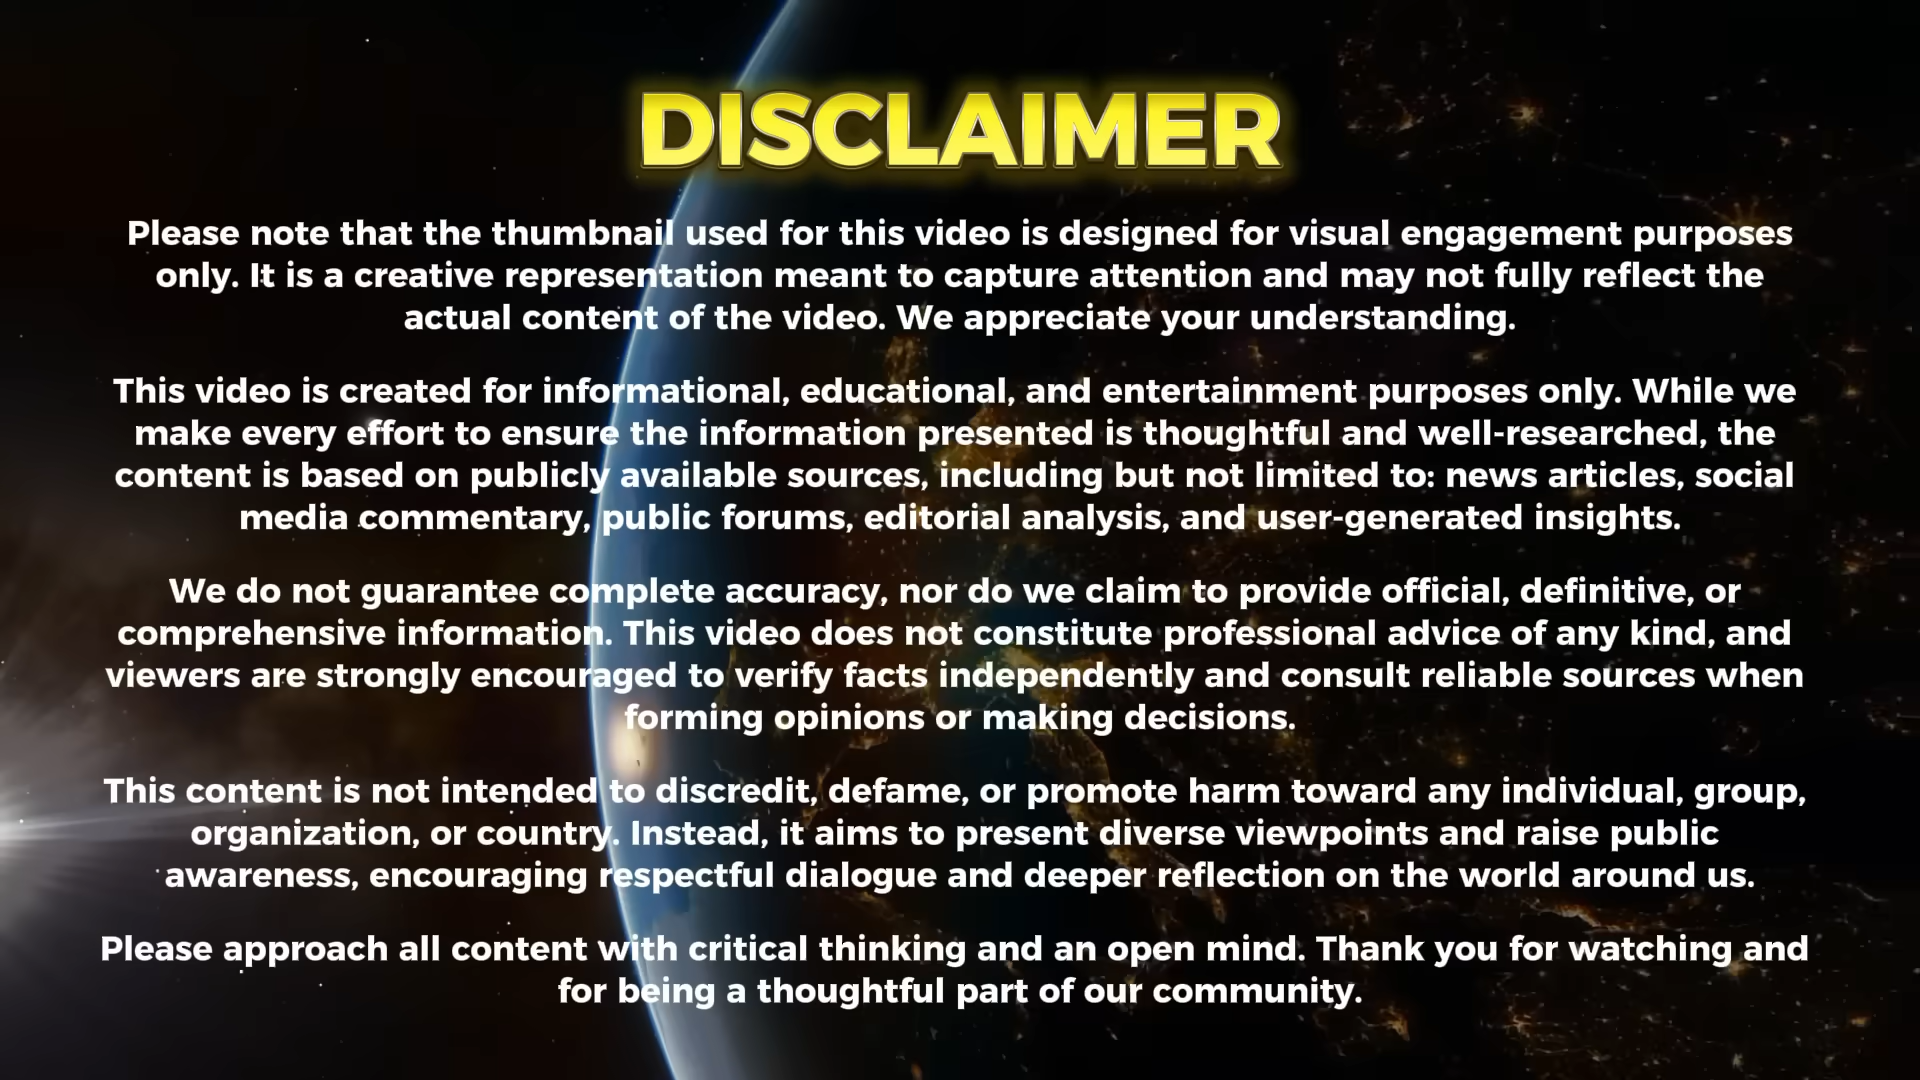 DISCLAIMER
Please note that the thumbnail used for this video is designed for visual engagement purposes
only. It is a creative representation meant to capture attention and may not fully reflect the
actual content of the video. We appreciate your understanding.
This video is created for informational, educational, and entertainment purposes only. While we
make every effort to ensure the information presented is thoughtful and well-researched, the
content is based on publicly available sources, including but not limited to: news articles, social
media commentary, public forums, editorial analysis, and user-generated insights.
We do not guarantee complete accuracy, nor do we claim to provide official, definitive, or
comprehensive information. This video does not constitute professional advice of any kind, and
viewers are strongly encouraged to verify facts independently and consult reliable sources when
forming opinions or making decisions.
This content is not intended to discredit, defame, or promote harm toward any individual, group,
organization, or country. Instead, it aims to present diverse viewpoints and raise public
awareness, encouraging respectful dialogue and deeper reflection on the world around us.
Please approach all content with critical thinking and an open mind. Thank you for watching and
for being a thoughtful part of our community.